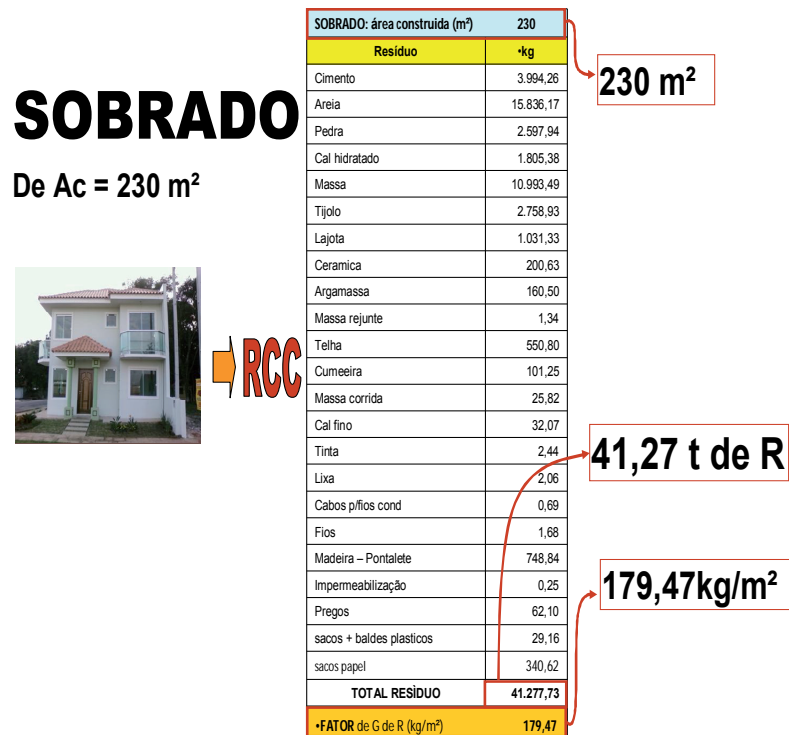 SOBRADO
De Ac = 230 m²
RCC
SOBRADO: área construida (m²) 230
Resíduo •kg
Cimento 3.994,26
Areia 15.836,17
Pedra 2.597,94
Cal hidratado 1.805,38
Massa 10.993,49
Tijolo 2.758,93
Lajota 1.031,33
Ceramica 200,63
Argamassa 160,50
Massa rejunte 1,34
Telha 550,80
Cumeeira 101,25
Massa corrida 25,82
Cal fino 32,07
Tinta 2,44
Lixa 2,06
Cabos p/fios cond 0,69
Fios 1,68
Madeira – Pontalete 748,84
Impermeabilização 0,25
Pregos 62,10
sacos + baldes plasticos 29,16
sacos papel 340,62
TOTAL RESÌDUO 41.277,73
•FATOR de G de R (kg/m²) 179,47
230 m²
41,27 t de R
179,47kg/m²